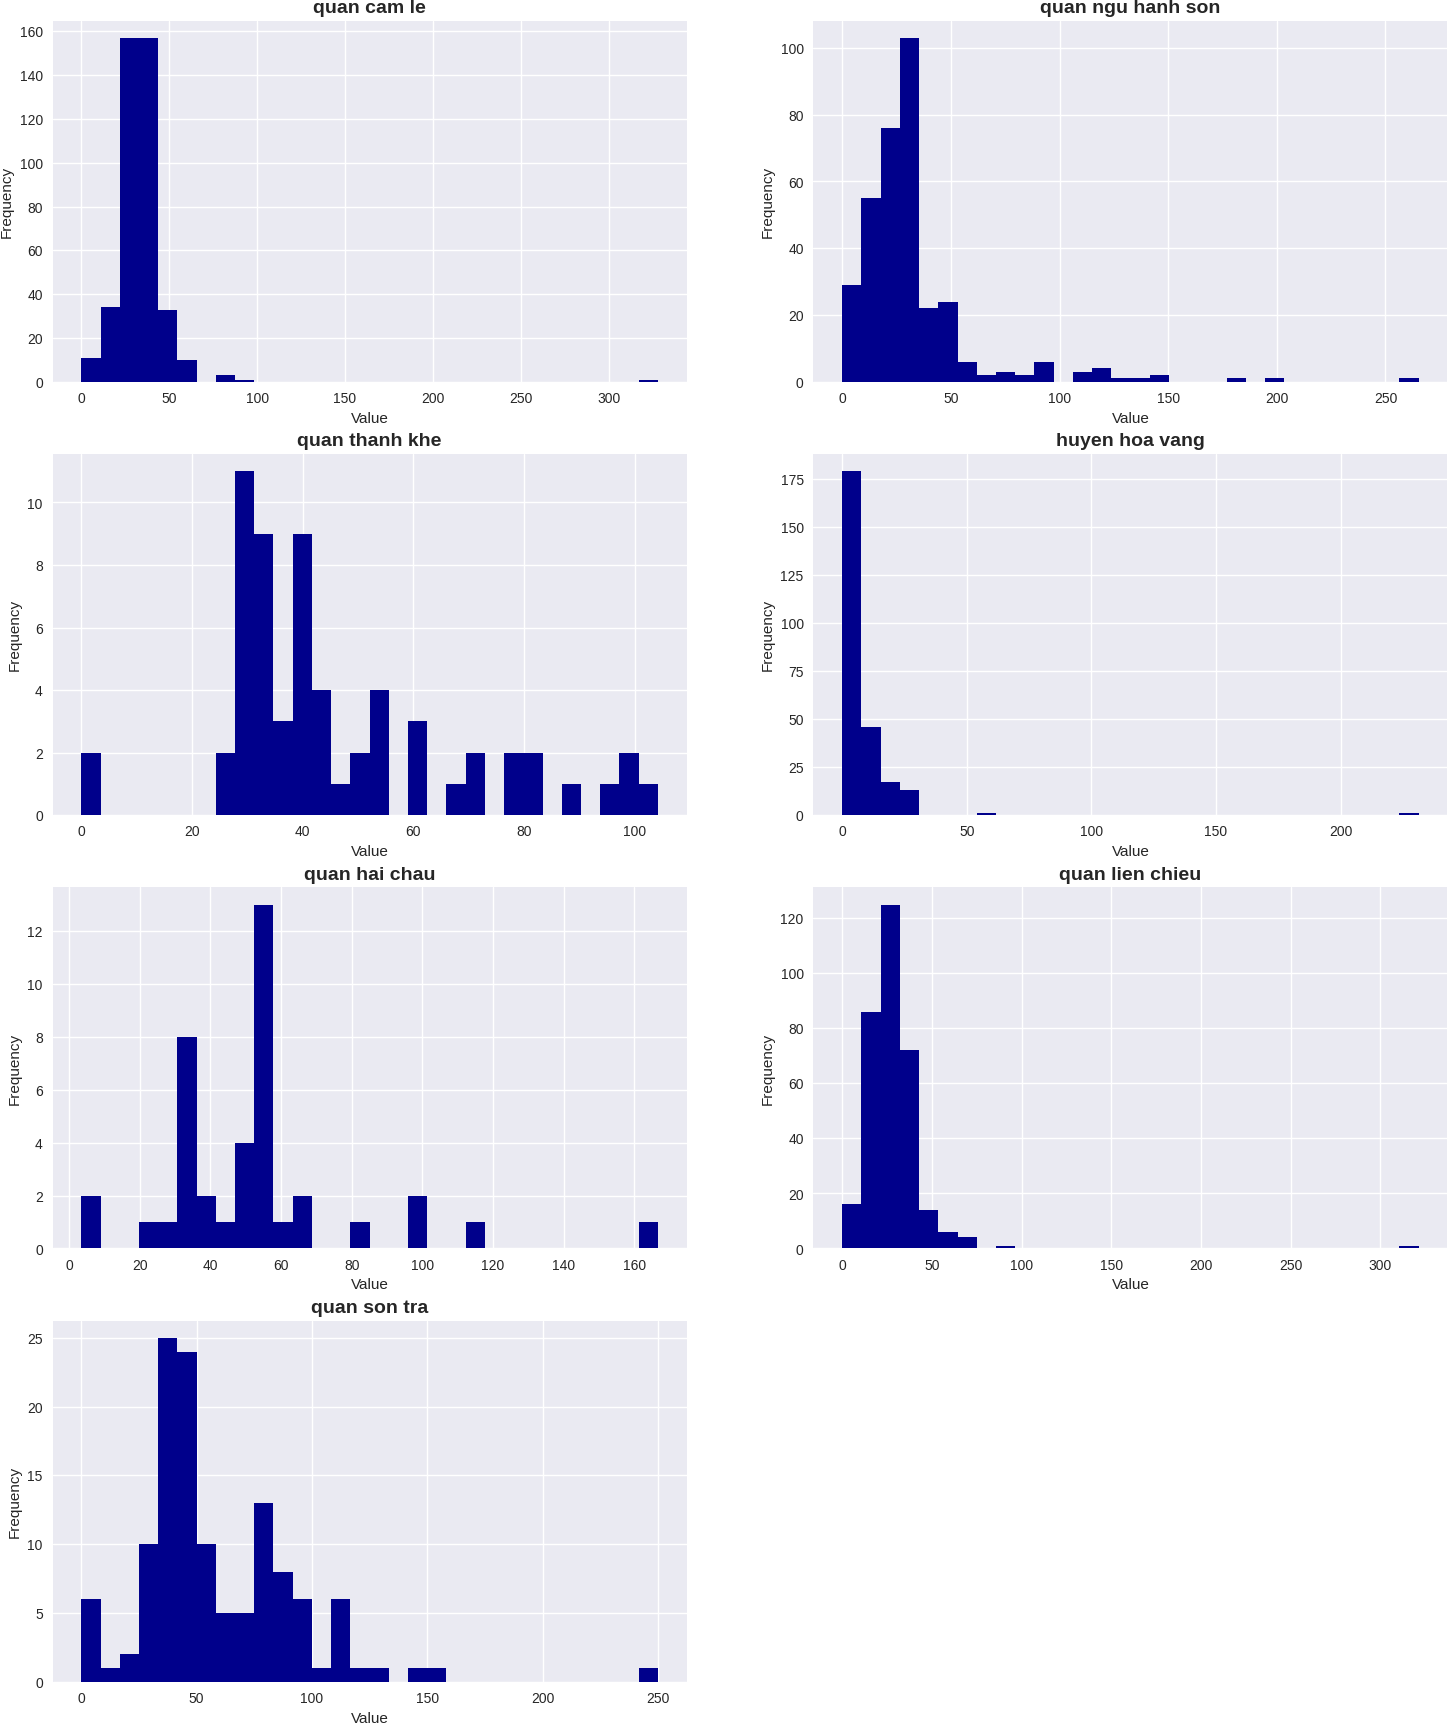 quan cam le
160
140
120
100
80
60
40
20
0
Frequency
0 50 100 150 200 250 300
Value
quan ngu hanh son
100
80
60
40
20
0
Frequency
0 50 100 150 200 250
Value
quan thanh khe
10
8
6
4
2
0
Frequency
0 20 40 60 80 100
Value
huyen hoa vang
175
150
125
100
75
50
25
0
Frequency
0 50 100 150 200
Value
quan hai chau
12
10
8
6
4
2
0
Frequency
0 20 40 60 80 100 120 140 160
Value
quan lien chieu
120
100
80
60
40
20
0
Frequency
0 50 100 150 200 250 300
Value
quan son tra
25
20
15
10
5
0
Frequency
0 50 100 150 200 250
Value